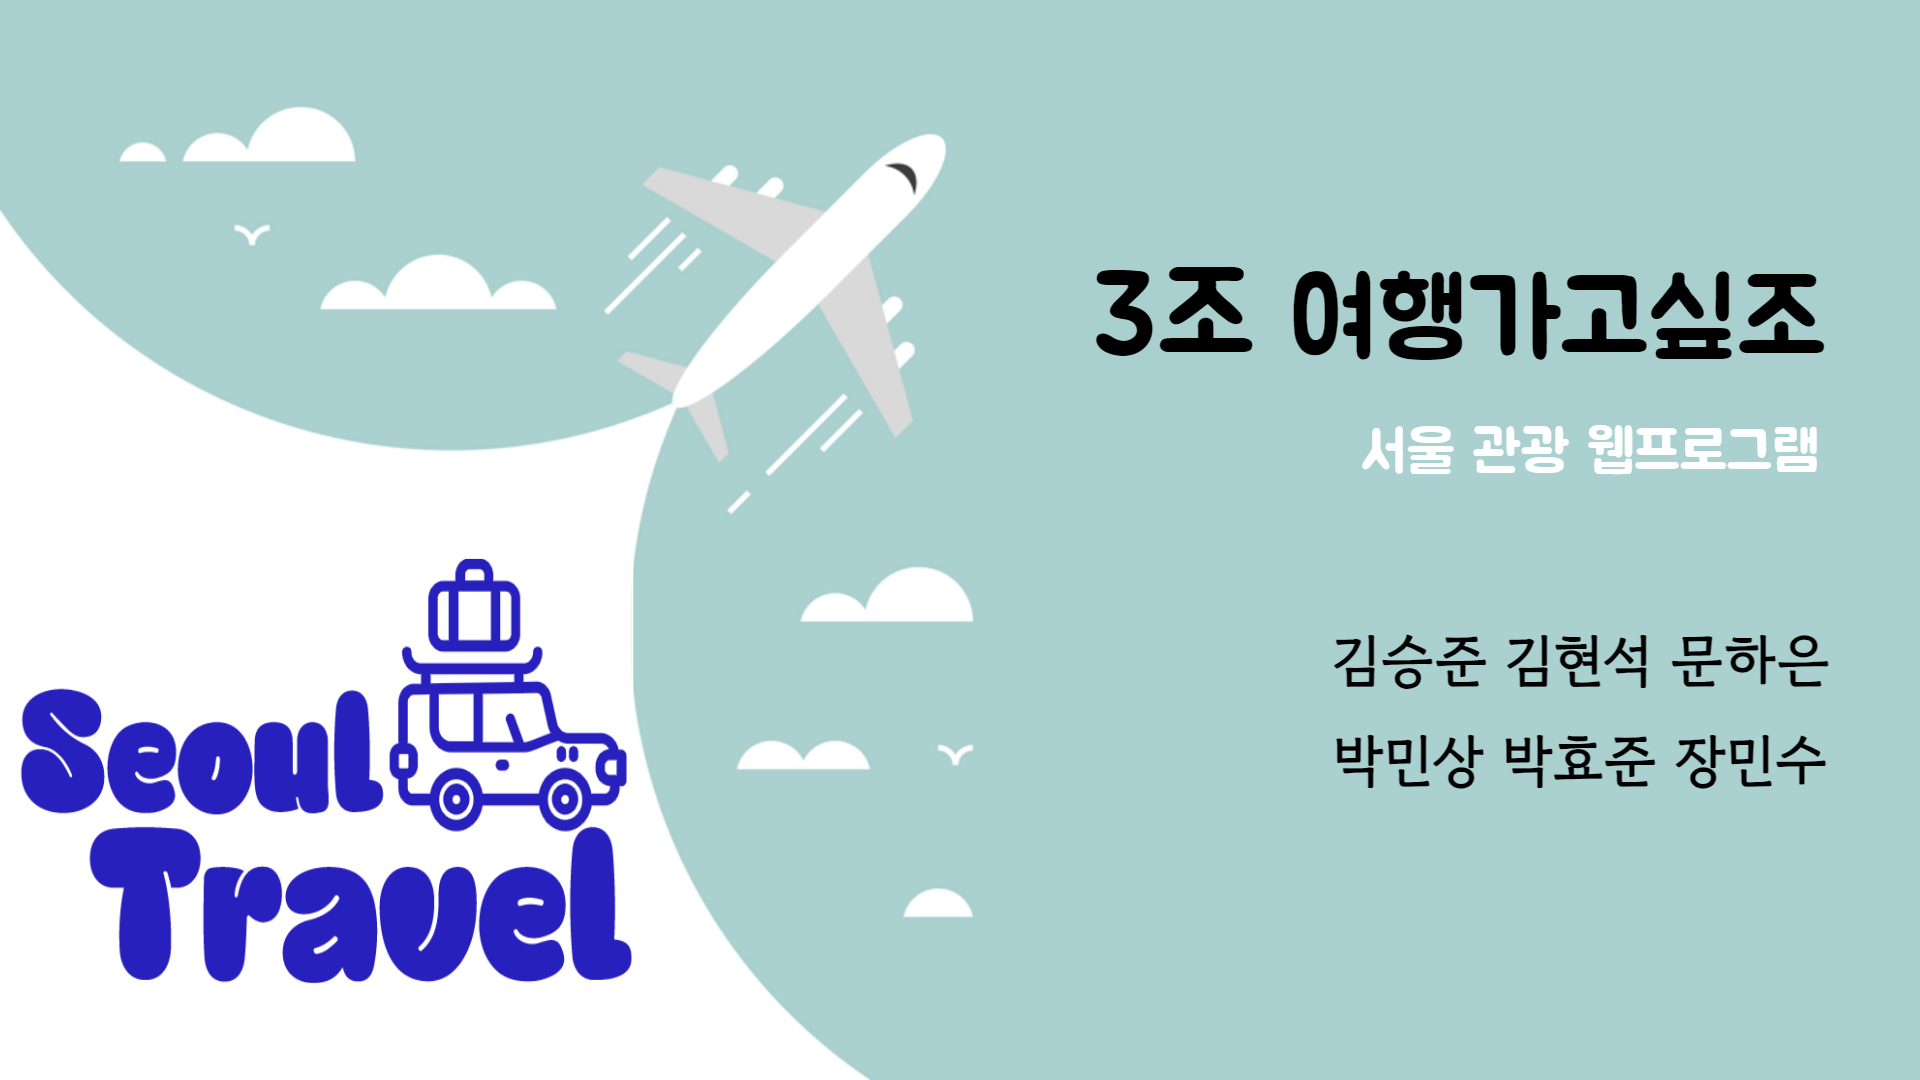 3조 여행가고싶조
서울 관광 웹프로그램
김승준 김현석 문하은
박민상 박효준 장민수
Seoul
Travel